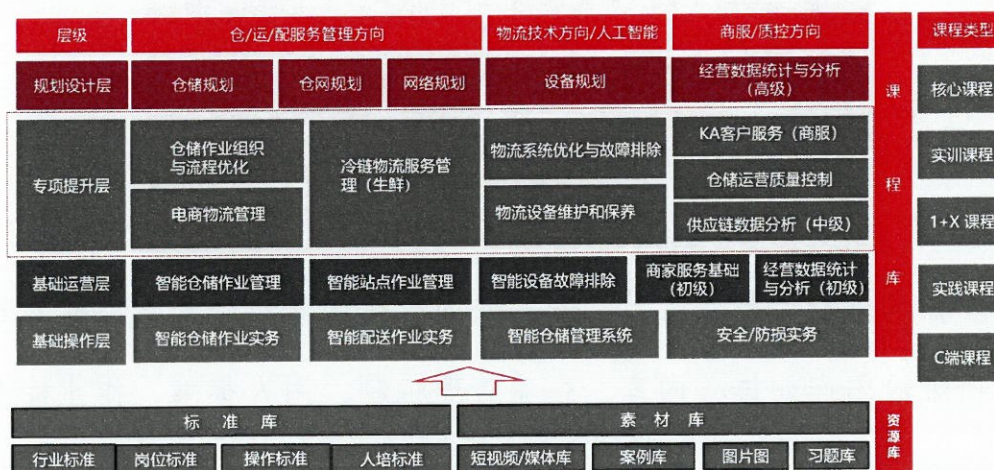 层级
仓/运/配服务管理方向
物流技术方向/人工智能
商服/质控方向
规划设计层
仓储规划
仓网规划
网络规划
设备规划
经营数据统计与分析
(高级)
专项提升层
仓储作业组织
与流程优化
电商物流管理
冷链物流服务管
理(生鲜)
物流系统优化与故障排除
物流设备维护和保养
KA客户服务(商服)
仓储运营质量控制
供应链数据分析(中级)
基础运营层
智能仓储作业管理
智能站点作业管理
智能设备故障排除
商家服务基础
(初级)
经营数据统计
与分析(初级)
基础操作层
智能仓储作业实务
智能配送作业实务
智能仓储管理系统
安全/防损实务
课
程
库
课程类型
核心课程
实训课程
1+X 课程
实践课程
C端课程
标准库
素材库
行业标准
岗位标准
操作标准
人培标准
短视频/媒体库
案例库
图片图
习题库
资
源
库